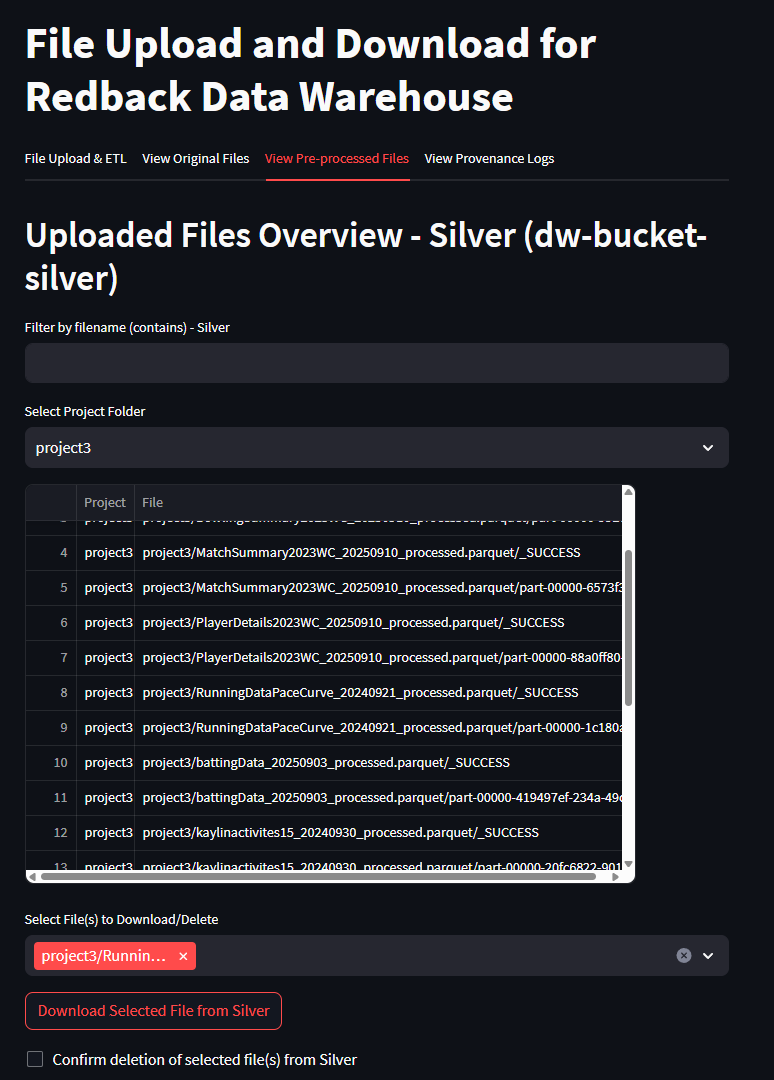 File Upload and Download for
Redback Data Warehouse
File Upload & ETL View Original Files View Pre-processed Files View Provenance Logs
Uploaded Files Overview - Silver (dw-bucket-
silver)
Filter by filename (contains) - Silver
Select Project Folder
project3
Project File
4 project3 project3/MatchSummary2023WC_20250910_processed.parquet/_SUCCESS
5 project3 project3/MatchSummary2023WC_20250910_processed.parquet/part-00000-6573f3
6 project3 project3/PlayerDetails2023WC_20250910_processed.parquet/_SUCCESS
7 project3 project3/PlayerDetails2023WC_20250910_processed.parquet/part-00000-88a0ff80-
8 project3 project3/RunningDataPaceCurve_20240921_processed.parquet/_SUCCESS
9 project3 project3/RunningDataPaceCurve_20240921_processed.parquet/part-00000-1c180a
10 project3 project3/battingData_20250903_processed.parquet/_SUCCESS
11 project3 project3/battingData_20250903_processed.parquet/part-00000-419497ef-234a-49c
12 project3 project3/kaylinactivites15_20240930_processed.parquet/_SUCCESS
13 project3 project3/kaylinactivites15_20240930_processed.parquet/part-00000-20fc6822-901
Select File(s) to Download/Delete
project3/Runnin...
Download Selected File from Silver
Confirm deletion of selected file(s) from Silver